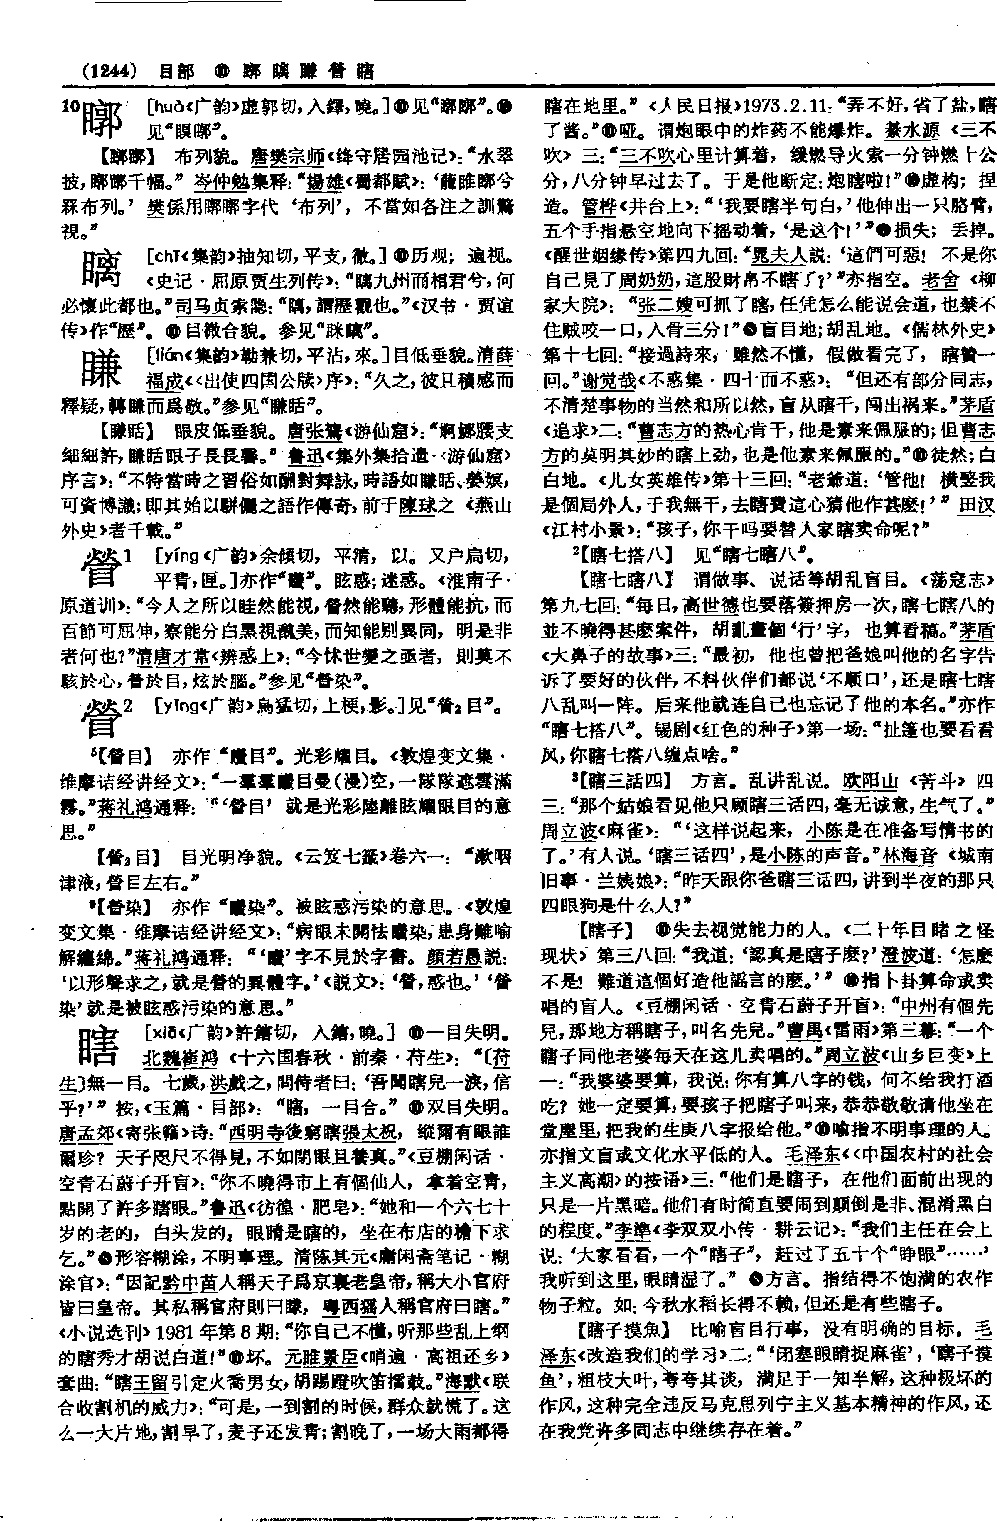 (1244) 目部 ⑩ 䁨 瞝 䁠 䁝 瞎
10 䁨 [huò《广韵》虚郭切,入鐸,曉。]❶见“䁨䁨”。❷
见“瞑䁨”。
【䁨䁨】 布列貌。唐樊宗师《绛守居园池记》:“水翠
披,䁨䁨千幅。”岑仲勉集释:“揚雄《蜀都賦》:‘龍睢䁨兮
罧布列。’樊係用䁨䁨字代‘布列’,不當如各注之訓驚
視。”
瞝 [chī《集韵》抽知切,平支,徹。]❶历观;遍视。
《史记·屈原贾生列传》:“瞝九州而相君兮,何
必懷此都也。”司马贞索隐:“瞝,謂歷觀也。”《汉书·贾谊
传》作“歷”。 ❷目微合貌。参见“眯瞝”。
䁠 [lián《集韵》勒兼切,平沾,來。]目低垂貌。清薛
福成《〈出使四国公牍〉序》:“久之,彼只積感而
釋疑,轉䁠而爲敬。”参见“䁠䀡”。
【䁠䀡】 眼皮低垂貌。唐张鷟《游仙窟》:“婀娜腰支
細細許,䁠䀡眼子長長馨。”鲁迅《集外集拾遗·〈游仙窟〉
序言》:“不特當時之習俗如酬對舞詠,時語如䁠䀡、嫈嫇,
可資博識;即其始以駢儷之語作傳奇,前于陳球之《燕山
外史》者千載。”
䁝1 [yíng《广韵》余傾切,平清,以。又户扃切,
平青,匣。]亦作“矎”。眩惑;迷惑。《淮南子·
原道训》:“今人之所以眭然能視,䁝然能聽,形體能抗,而
百節可屈伸,察能分白黑視醜美,而知能别異同,明是非
者何也?”清唐才常《辨惑上》:“今怵世變之亟者,則莫不
駭於心,䁝於目,炫於腦。”参见“䁝染”。
䁝2 [yǐng《广韵》烏猛切,上梗,影。]见“䁝2目”。
【䁝目】 亦作“矎目”。光彩耀目。《敦煌变文集·
维摩诘经讲经文》:“一羣羣矎目曼(漫)空,一隊隊遮雲滿
霧。”蒋礼鸿通释:“‘䁝目’就是光彩陸離眩耀眼目的意
思。”
【䁝2目】 目光明净貌。《云笈七籤》卷六一:“漱咽
津液,䁝目左右。”
【䁝染】 亦作“矎染”。被眩惑污染的意思。《敦煌
变文集·维摩诘经讲经文》:“病眼未開怯矎染,患身難喻
解纏綿。”蒋礼鸿通释:“‘矎’字不見於字書。顔若愚説:
‘以形聲求之,就是䁝的異體字。’《説文》:‘䁝,惑也。’‘䁝
染’就是被眩惑污染的意思。”
瞎 [xiā《广韵》許鎋切,入鎋,曉。] ❶一目失明。
北魏崔鸿《十六国春秋·前秦·苻生》:“〔苻
生〕無一目。七歲,洪戲之,問侍者曰:‘吾聞瞎兒一淚,信
乎?’”按,《玉篇·目部》:“瞎,一目合。”❷双目失明。
唐孟郊《寄张籍》诗:“西明寺後窮瞎張太祝,縱爾有眼誰
爾珍?天子咫尺不得見,不如閉眼且養真。”《豆棚闲话·
空青石蔚子开盲》:“你不曉得市上有個仙人,拿着空青,
點開了許多瞎眼。”鲁迅《彷徨·肥皂》:“她和一个六七十
岁的老的,白头发的,眼睛是瞎的,坐在布店的檐下求
乞。”❸形容糊涂,不明事理。清陈其元《庸闲斋笔记·糊
涂官》:“因記黔中苗人稱天子爲京裏老皇帝,稱大小官府
皆曰皇帝。其私稱官府則曰矇,粵西猺人稱官府曰瞎。”
《小说选刊》1981年第8期:“你自己不懂,听那些乱上纲
的瞎秀才胡说白道!”❹坏。元睢景臣《哨遍·高祖还乡》
套曲:“瞎王留引定火喬男女,胡踢蹬吹笛擂鼓。”海默《联
合收割机的威力》:“可是,一到割的时候,群众就慌了。这
么一大片地,割早了,麦子还发青;割晚了,一场大雨都得
瞎在地里。”《人民日报》1973.2.11:“弄不好,省了盐,瞎
了酱。”❺哑。谓炮眼中的炸药不能爆炸。綦水源《三不
吹》三:“三不吹心里计算着,缓燃导火索一分钟燃十公
分,八分钟早过去了。于是他断定:炮瞎啦!”❻虚构;捏
造。管桦《井台上》:“‘我要瞎半句白,’他伸出一只胳膊,
五个手指悬空地向下摇动着,‘是这个!’”❼损失;丢掉。
《醒世姻缘传》第四九回:“晁夫人説:‘這們可惡!不是你
自己見了周奶奶,這股財帛不瞎了?’”亦指空。老舍《柳
家大院》:“张二嫂可抓了瞎,任凭怎么能说会道,也禁不
住贼咬一口,入骨三分!”❽盲目地;胡乱地。《儒林外史》
第十七回:“接過詩來,雖然不懂,假做看完了,瞎贊一
回。”谢觉哉《不惑集·四十而不惑》:“但还有部分同志,
不清楚事物的当然和所以然,盲从瞎干,闯出祸来。”茅盾
《追求》二:“曹志方的热心肯干,他是素来佩服的;但曹志
方的莫明其妙的瞎上劲,也是他素来佩服的。”❾徒然;白
白地。《儿女英雄传》第十三回:“老爺道:‘管他!橫豎我
是個局外人,于我無干,去瞎費這心猜他作甚麽!’”田汉
《江村小景》:“孩子,你干吗要替人家瞎卖命呢?”
2【瞎七搭八】 见“瞎七瞎八”。
【瞎七瞎八】 谓做事、说话等胡乱盲目。《荡寇志》
第九七回:“每日,高世德也要落簽押房一次,瞎七瞎八的
並不曉得甚麽案件,胡亂畫個‘行’字,也算看稿。”茅盾
《大鼻子的故事》三:“最初,他也曾把爸娘叫他的名字告
诉了要好的伙伴,不料伙伴们都说‘不顺口’,还是瞎七瞎
八乱叫一阵。后来他就连自己也忘记了他的本名。”亦作
“瞎七搭八”。锡剧《红色的种子》第一场:“扯篷也要看看
风,你瞎七搭八缠点啥。”
3【瞎三話四】 方言。乱讲乱说。欧阳山《苦斗》四
三:“那个姑娘看见他只顾瞎三话四,毫无诚意,生气了。”
周立波《麻雀》:“‘这样说起来,小陈是在准备写情书的
了。’有人说。‘瞎三话四’,是小陈的声音。”林海音《城南
旧事·兰姨娘》:“昨天跟你爸瞎三话四,讲到半夜的那只
四眼狗是什么人?”
【瞎子】 ❶失去视觉能力的人。《二十年目睹之怪
现状》第三八回:“我道:‘認真是瞎子麽?’澄波道:‘怎麽
不是!難道這個好造他謡言的麽。’” ❷指卜卦算命或卖
唱的盲人。《豆棚闲话·空青石蔚子开盲》:“中州有個先
兒,那地方稱瞎子,叫名先兒。”曹禺《雷雨》第三幕:“一个
瞎子同他老婆每天在这儿卖唱的。”周立波《山乡巨变》上
一:“我婆婆要算,我说:你有算八字的钱,何不给我打酒
吃?她一定要算,要孩子把瞎子叫来,恭恭敬敬请他坐在
堂屋里,把我的生庚八字报给他。”❸喻指不明事理的人。
亦指文盲或文化水平低的人。毛泽东《〈中国农村的社会
主义高潮〉的按语》三:“他们是瞎子,在他们面前出现的
只是一片黑暗。他们有时简直要闹到颠倒是非、混淆黑白
的程度。”李準《李双双小传·耕云记》:“我们主任在会上
说:‘大家看看,一个“瞎子”,赶过了五十个“睁眼”……’
我听到这里,眼睛湿了。” ❹方言。指结得不饱满的农作
物子粒。如:今秋水稻长得不赖,但还是有些瞎子。
【瞎子摸魚】 比喻盲目行事,没有明确的目标。毛
泽东《改造我们的学习》二:“‘闭塞眼睛捉麻雀’,‘瞎子摸
鱼’,粗枝大叶,夸夸其谈,满足于一知半解,这种极坏的
作风,这种完全违反马克思列宁主义基本精神的作风,还
在我党许多同志中继续存在着。”